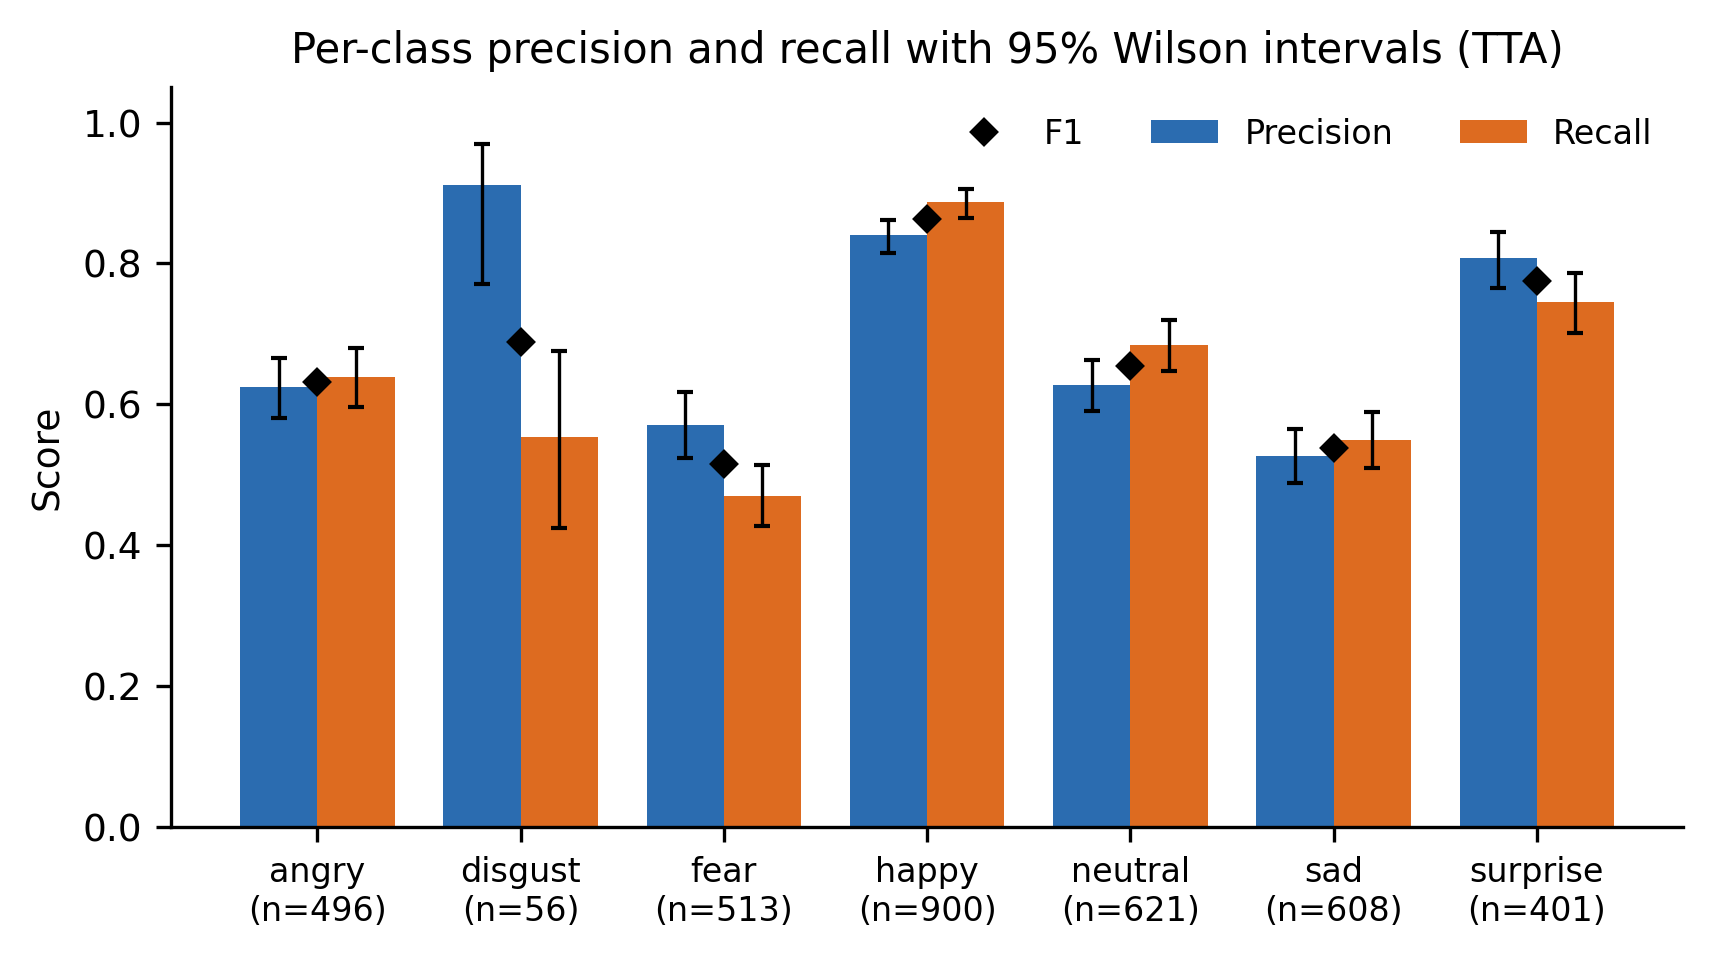 Per-class precision and recall with 95% Wilson intervals (TTA)
F1 Precision Recall
1.0
0.8
0.6
0.4
0.2
0.0
Score
angry disgust fear happy neutral sad surprise
(n=496) (n=56) (n=513) (n=900) (n=621) (n=608) (n=401)